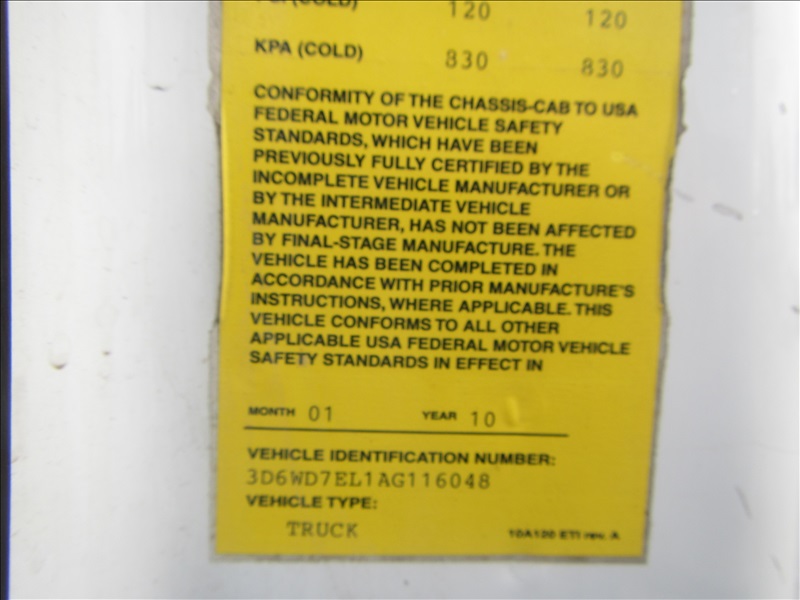 PSI (COLD) 120 120
KPA (COLD) 830 830
CONFORMITY OF THE CHASSIS-CAB TO USA
FEDERAL MOTOR VEHICLE SAFETY
STANDARDS, WHICH HAVE BEEN
PREVIOUSLY FULLY CERTIFIED BY THE
INCOMPLETE VEHICLE MANUFACTURER OR
BY THE INTERMEDIATE VEHICLE
MANUFACTURER, HAS NOT BEEN AFFECTED
BY FINAL-STAGE MANUFACTURE. THE
VEHICLE HAS BEEN COMPLETED IN
ACCORDANCE WITH PRIOR MANUFACTURE'S
INSTRUCTIONS, WHERE APPLICABLE. THIS
VEHICLE CONFORMS TO ALL OTHER
APPLICABLE USA FEDERAL MOTOR VEHICLE
SAFETY STANDARDS IN EFFECT IN
MONTH 01 YEAR 10
VEHICLE IDENTIFICATION NUMBER:
3D6WD7EL1AG116048
VEHICLE TYPE:
TRUCK 10A120 ETI rev. A